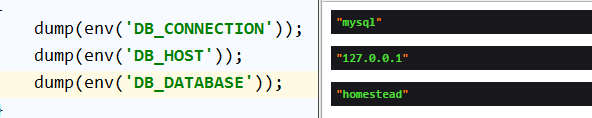 dump(env('DB_CONNECTION'));
dump(env('DB_HOST'));
dump(env('DB_DATABASE'));
}
"mysql"
"127.0.0.1"
"homestead"